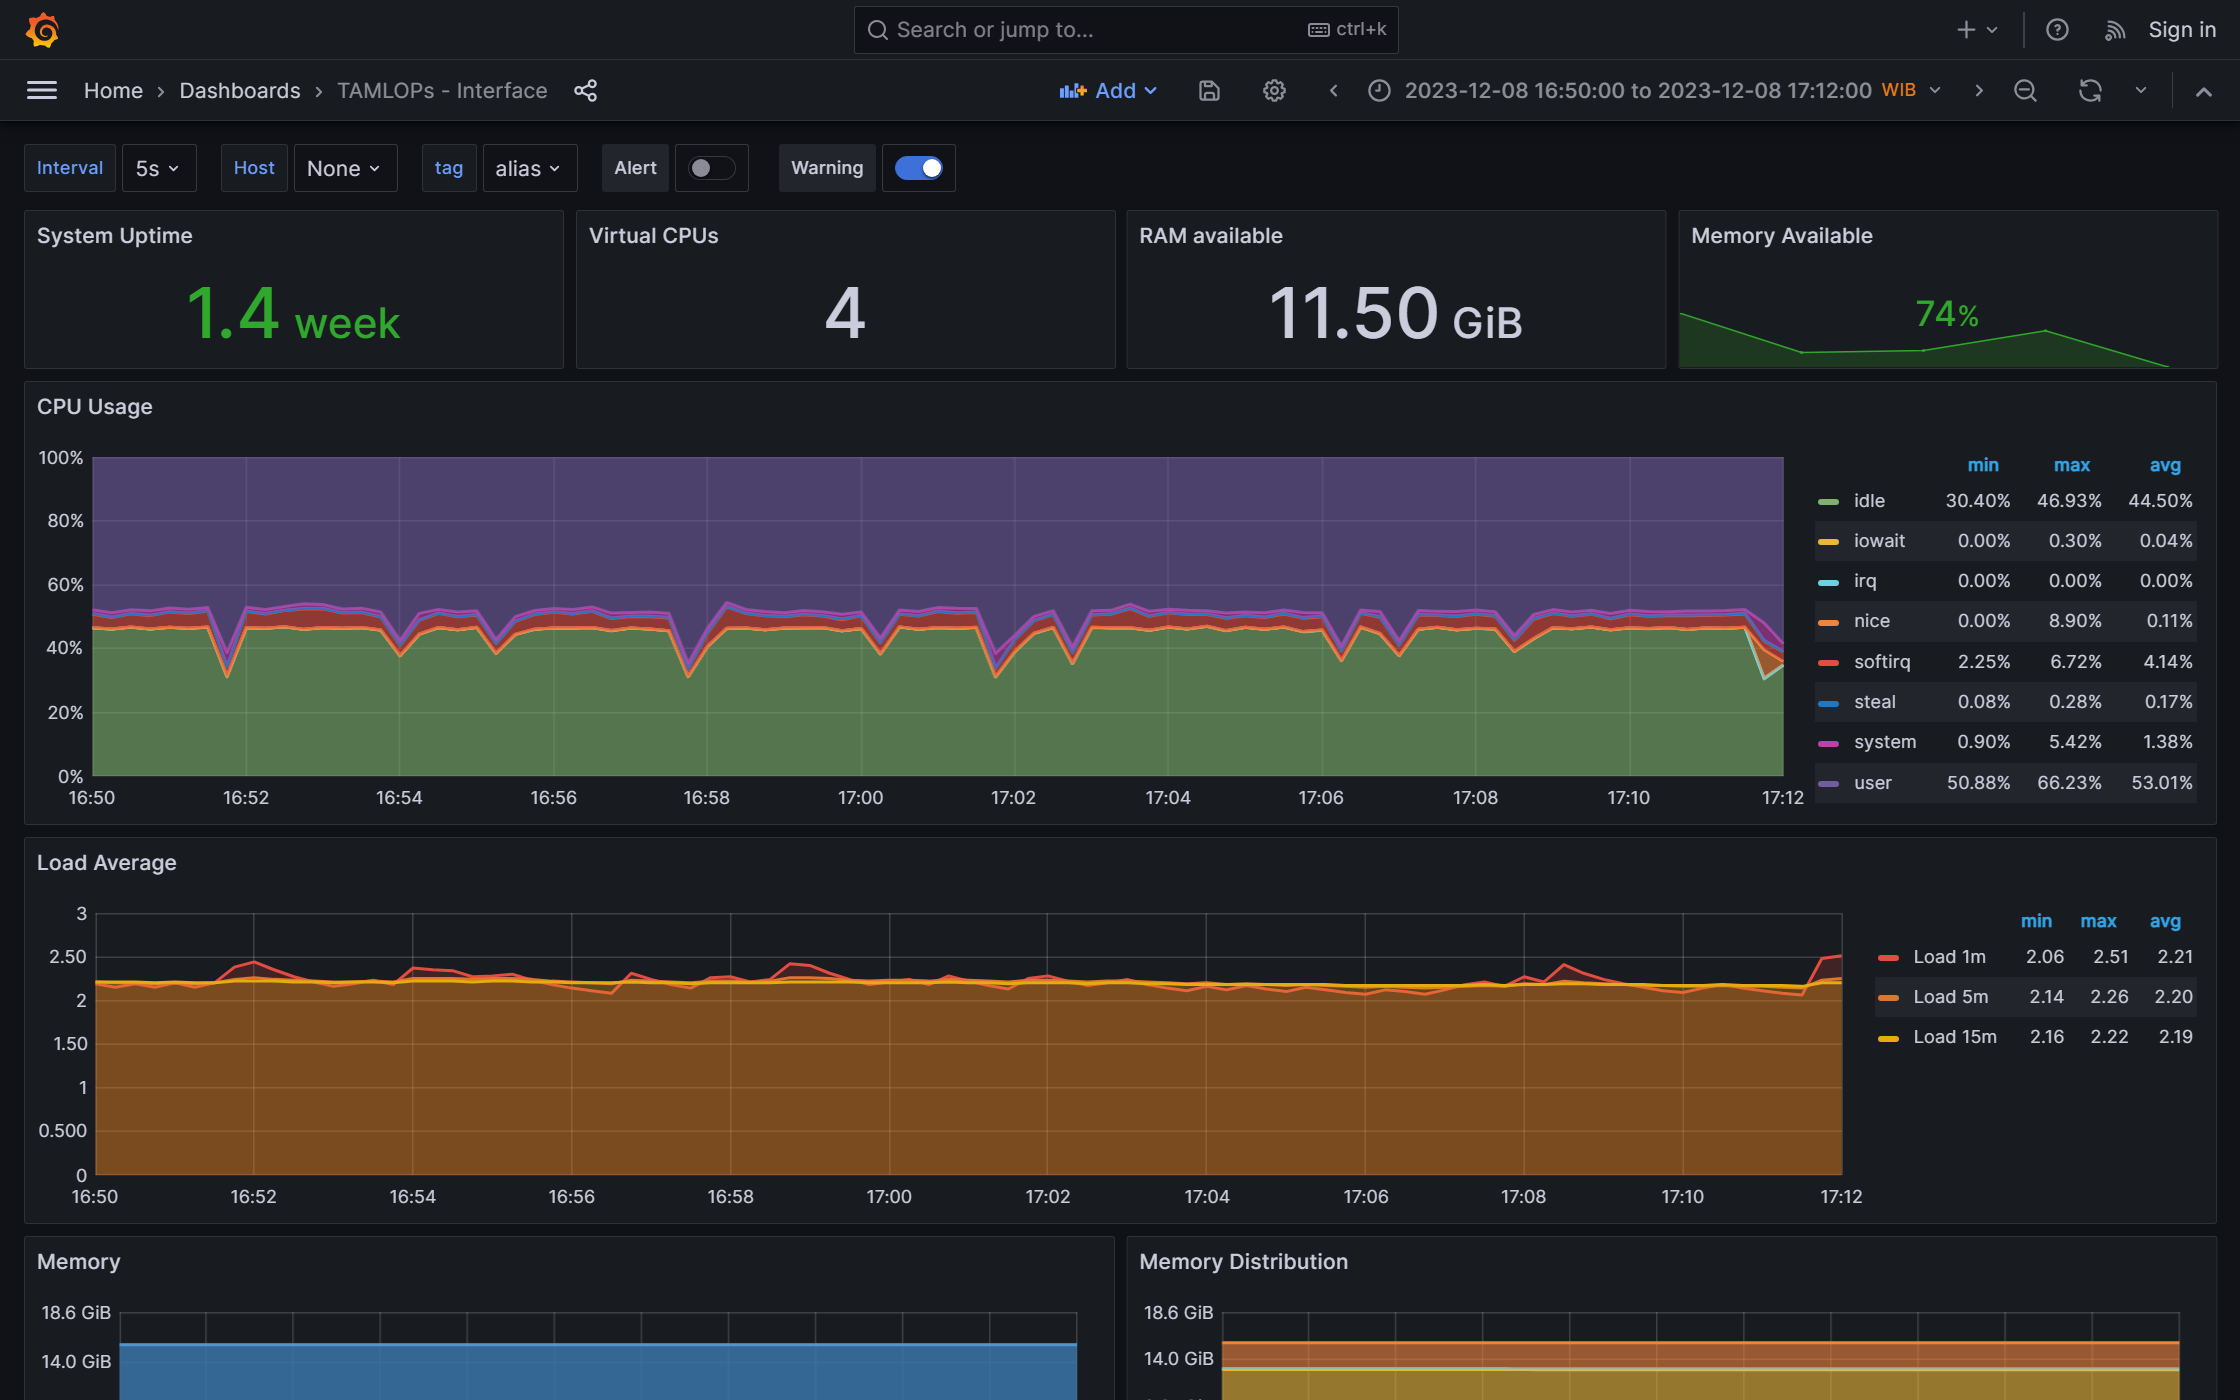 Search or jump to...
ctrl+k
Sign in
Home
Dashboards
TAMLOPs - Interface
Add
2023-12-08 16:50:00 to 2023-12-08 17:12:00 WIB
Interval
5s
Host
None
tag
alias
Alert
Warning
System Uptime
1.4 week
Virtual CPUs
4
RAM available
11.50 GiB
Memory Available
74%
CPU Usage
100%
80%
60%
40%
20%
0%
16:50 16:52 16:54 16:56 16:58 17:00 17:02 17:04 17:06 17:08 17:10 17:12
min max avg
idle 30.40% 46.93% 44.50%
iowait 0.00% 0.30% 0.04%
irq 0.00% 0.00% 0.00%
nice 0.00% 8.90% 0.11%
softirq 2.25% 6.72% 4.14%
steal 0.08% 0.28% 0.17%
system 0.90% 5.42% 1.38%
user 50.88% 66.23% 53.01%
Load Average
3
2.50
2
1.50
1
0.500
0
16:50 16:52 16:54 16:56 16:58 17:00 17:02 17:04 17:06 17:08 17:10 17:12
min max avg
Load 1m 2.06 2.51 2.21
Load 5m 2.14 2.26 2.20
Load 15m 2.16 2.22 2.19
Memory
18.6 GiB
14.0 GiB
Memory Distribution
18.6 GiB
14.0 GiB